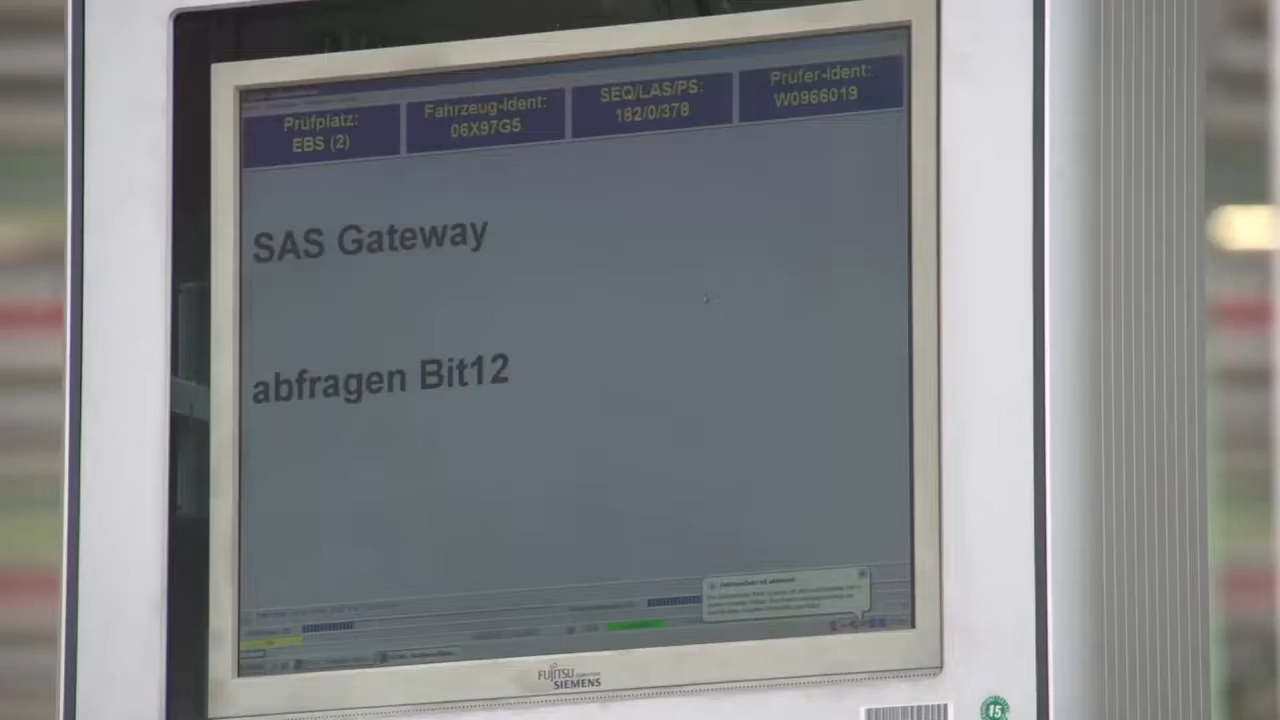 Prüfplatz:
EBS (2)
Fahrzeug-Ident:
06X97G5
SEQ/LAS/PS:
182/0/378
Prüfer-Ident:
W0966019
SAS Gateway
abfragen Bit12
FUJITSU
SIEMENS
15